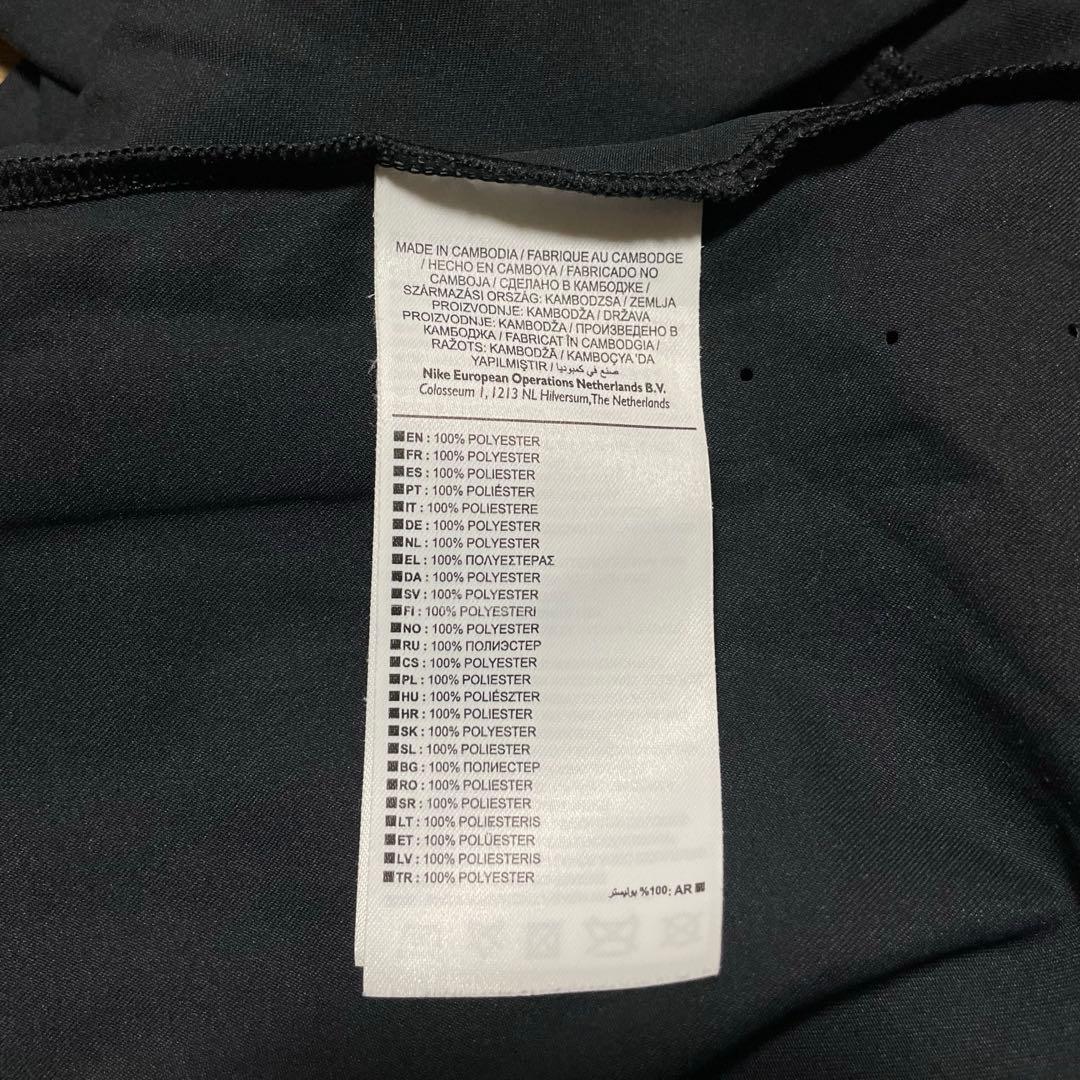 MADE IN CAMBODIA / FABRIQUE AU CAMBODGE
/ HECHO EN CAMBOYA / FABRICADO NO
CAMBOJA / СДЕЛАНО В КАМБОДЖЕ /
SZÁRMAZÁSI ORSZÁG: KAMBODZSA / ZEMLJA
PROIZVODNJE: KAMBODŽA / DRŽAVA
PROIZVODNJE: KAMBODŽA / ПРОИЗВЕДЕНО В
КАМБОДЖА / FABRICAT ÎN CAMBODGIA /
RAŽOTS: KAMBODŽĀ / KAMBOÇYA 'DA
YAPILMIŞTIR / صنع في كمبوديا
Nike European Operations Netherlands B.V.
Colosseum 1, 1213 NL Hilversum, The Netherlands
EN : 100% POLYESTER
FR : 100% POLYESTER
ES : 100% POLIESTER
PT : 100% POLIÉSTER
IT : 100% POLIESTERE
DE : 100% POLYESTER
NL : 100% POLYESTER
EL : 100% ΠΟΛΥΕΣΤΕΡΑΣ
DA : 100% POLYESTER
SV : 100% POLYESTER
FI : 100% POLYESTERI
NO : 100% POLYESTER
RU : 100% ПОЛИЭСТЕР
CS : 100% POLYESTER
PL : 100% POLIESTER
HU : 100% POLIÉSZTER
HR : 100% POLIESTER
SK : 100% POLYESTER
SL : 100% POLIESTER
BG : 100% ПОЛИЕСТЕР
RO : 100% POLIESTER
SR : 100% POLIESTER
LT : 100% POLIESTERIS
ET : 100% POLÜESTER
LV : 100% POLIESTERIS
TR : 100% POLYESTER
AR :100% بوليستر